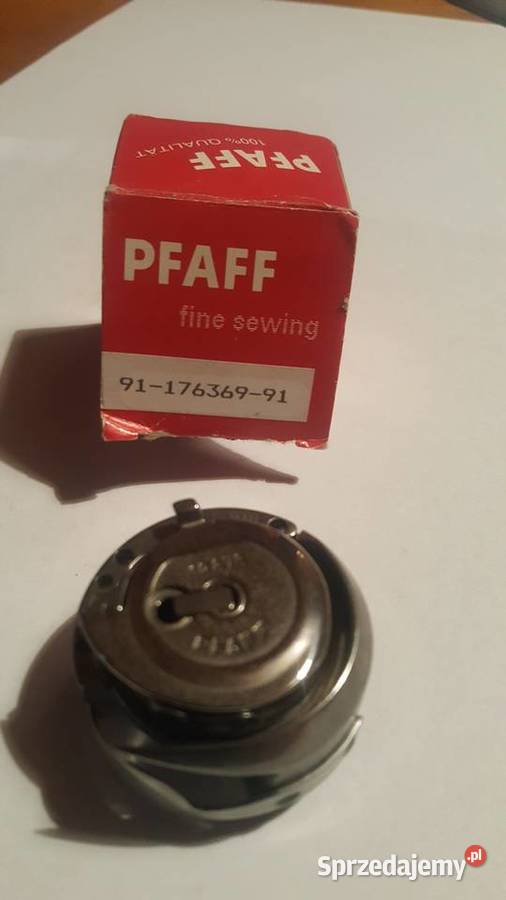 PFAFF
100% QUALITÄT
PFAFF
fine sewing
91-176369-91
PFAFF
Sprzedajemy.pl